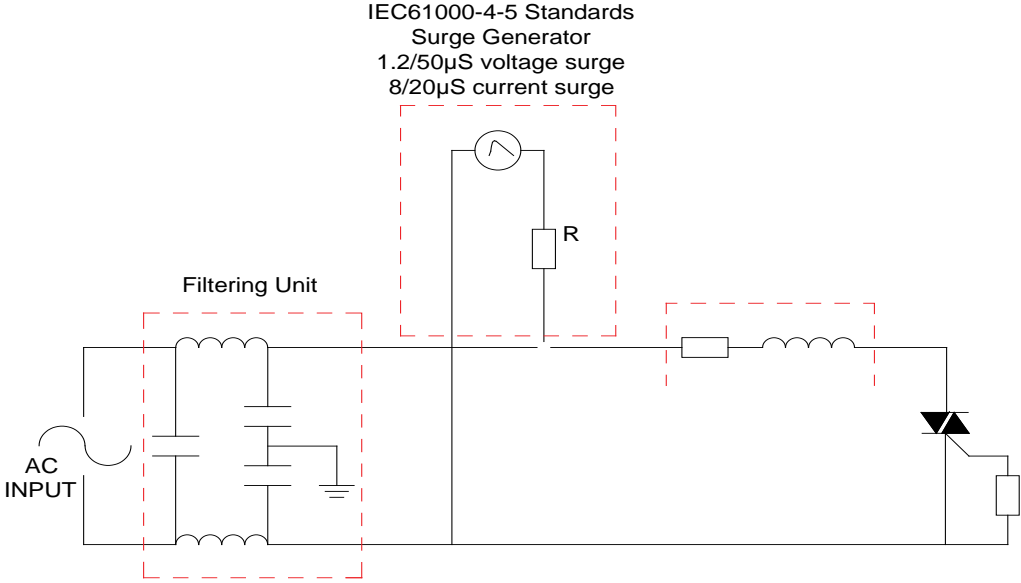 IEC61000-4-5 Standards
Surge Generator
1.2/50µS voltage surge
8/20µS current surge
R
Filtering Unit
AC
INPUT